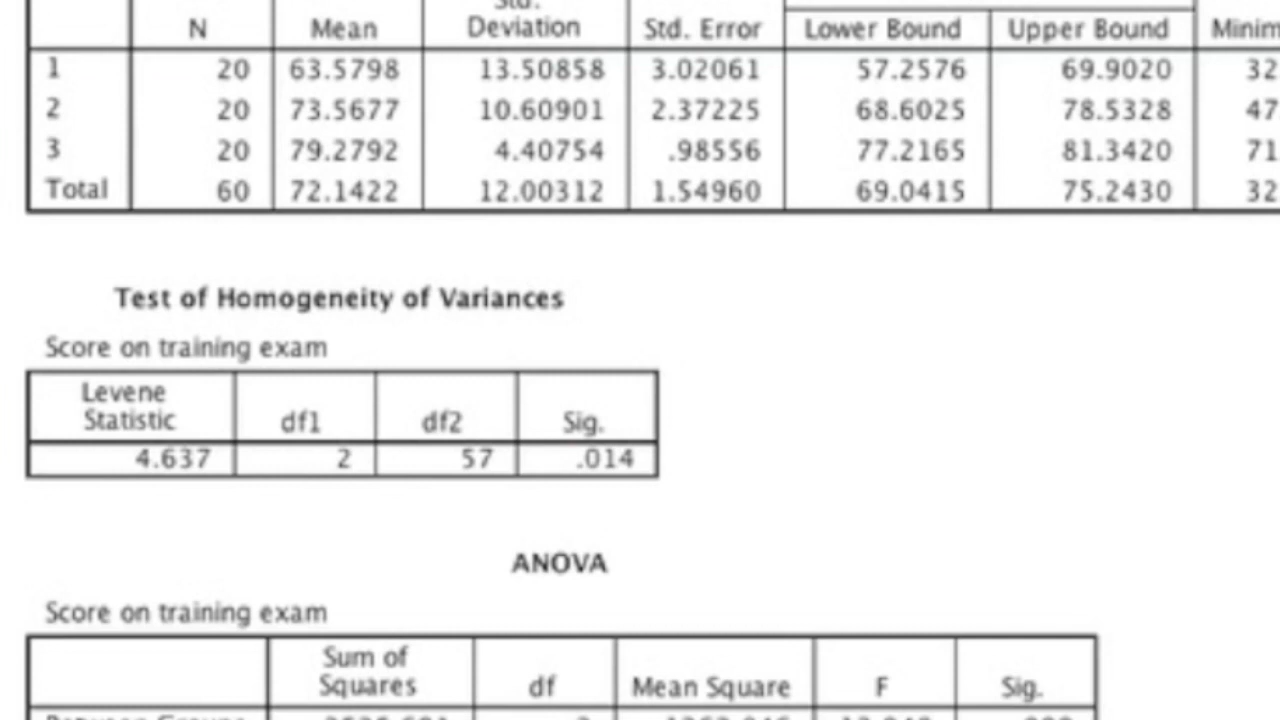 Std.
N Mean Deviation Std. Error Lower Bound Upper Bound
1 20 63.5798 13.50858 3.02061 57.2576 69.9020 32
2 20 73.5677 10.60901 2.37225 68.6025 78.5328 47
3 20 79.2792 4.40754 .98556 77.2165 81.3420 71
Total 60 72.1422 12.00312 1.54960 69.0415 75.2430 32
Test of Homogeneity of Variances
Score on training exam
Levene
Statistic df1 df2 Sig.
4.637 2 57 .014
ANOVA
Score on training exam
Sum of
Squares df Mean Square F Sig.
Between Groups